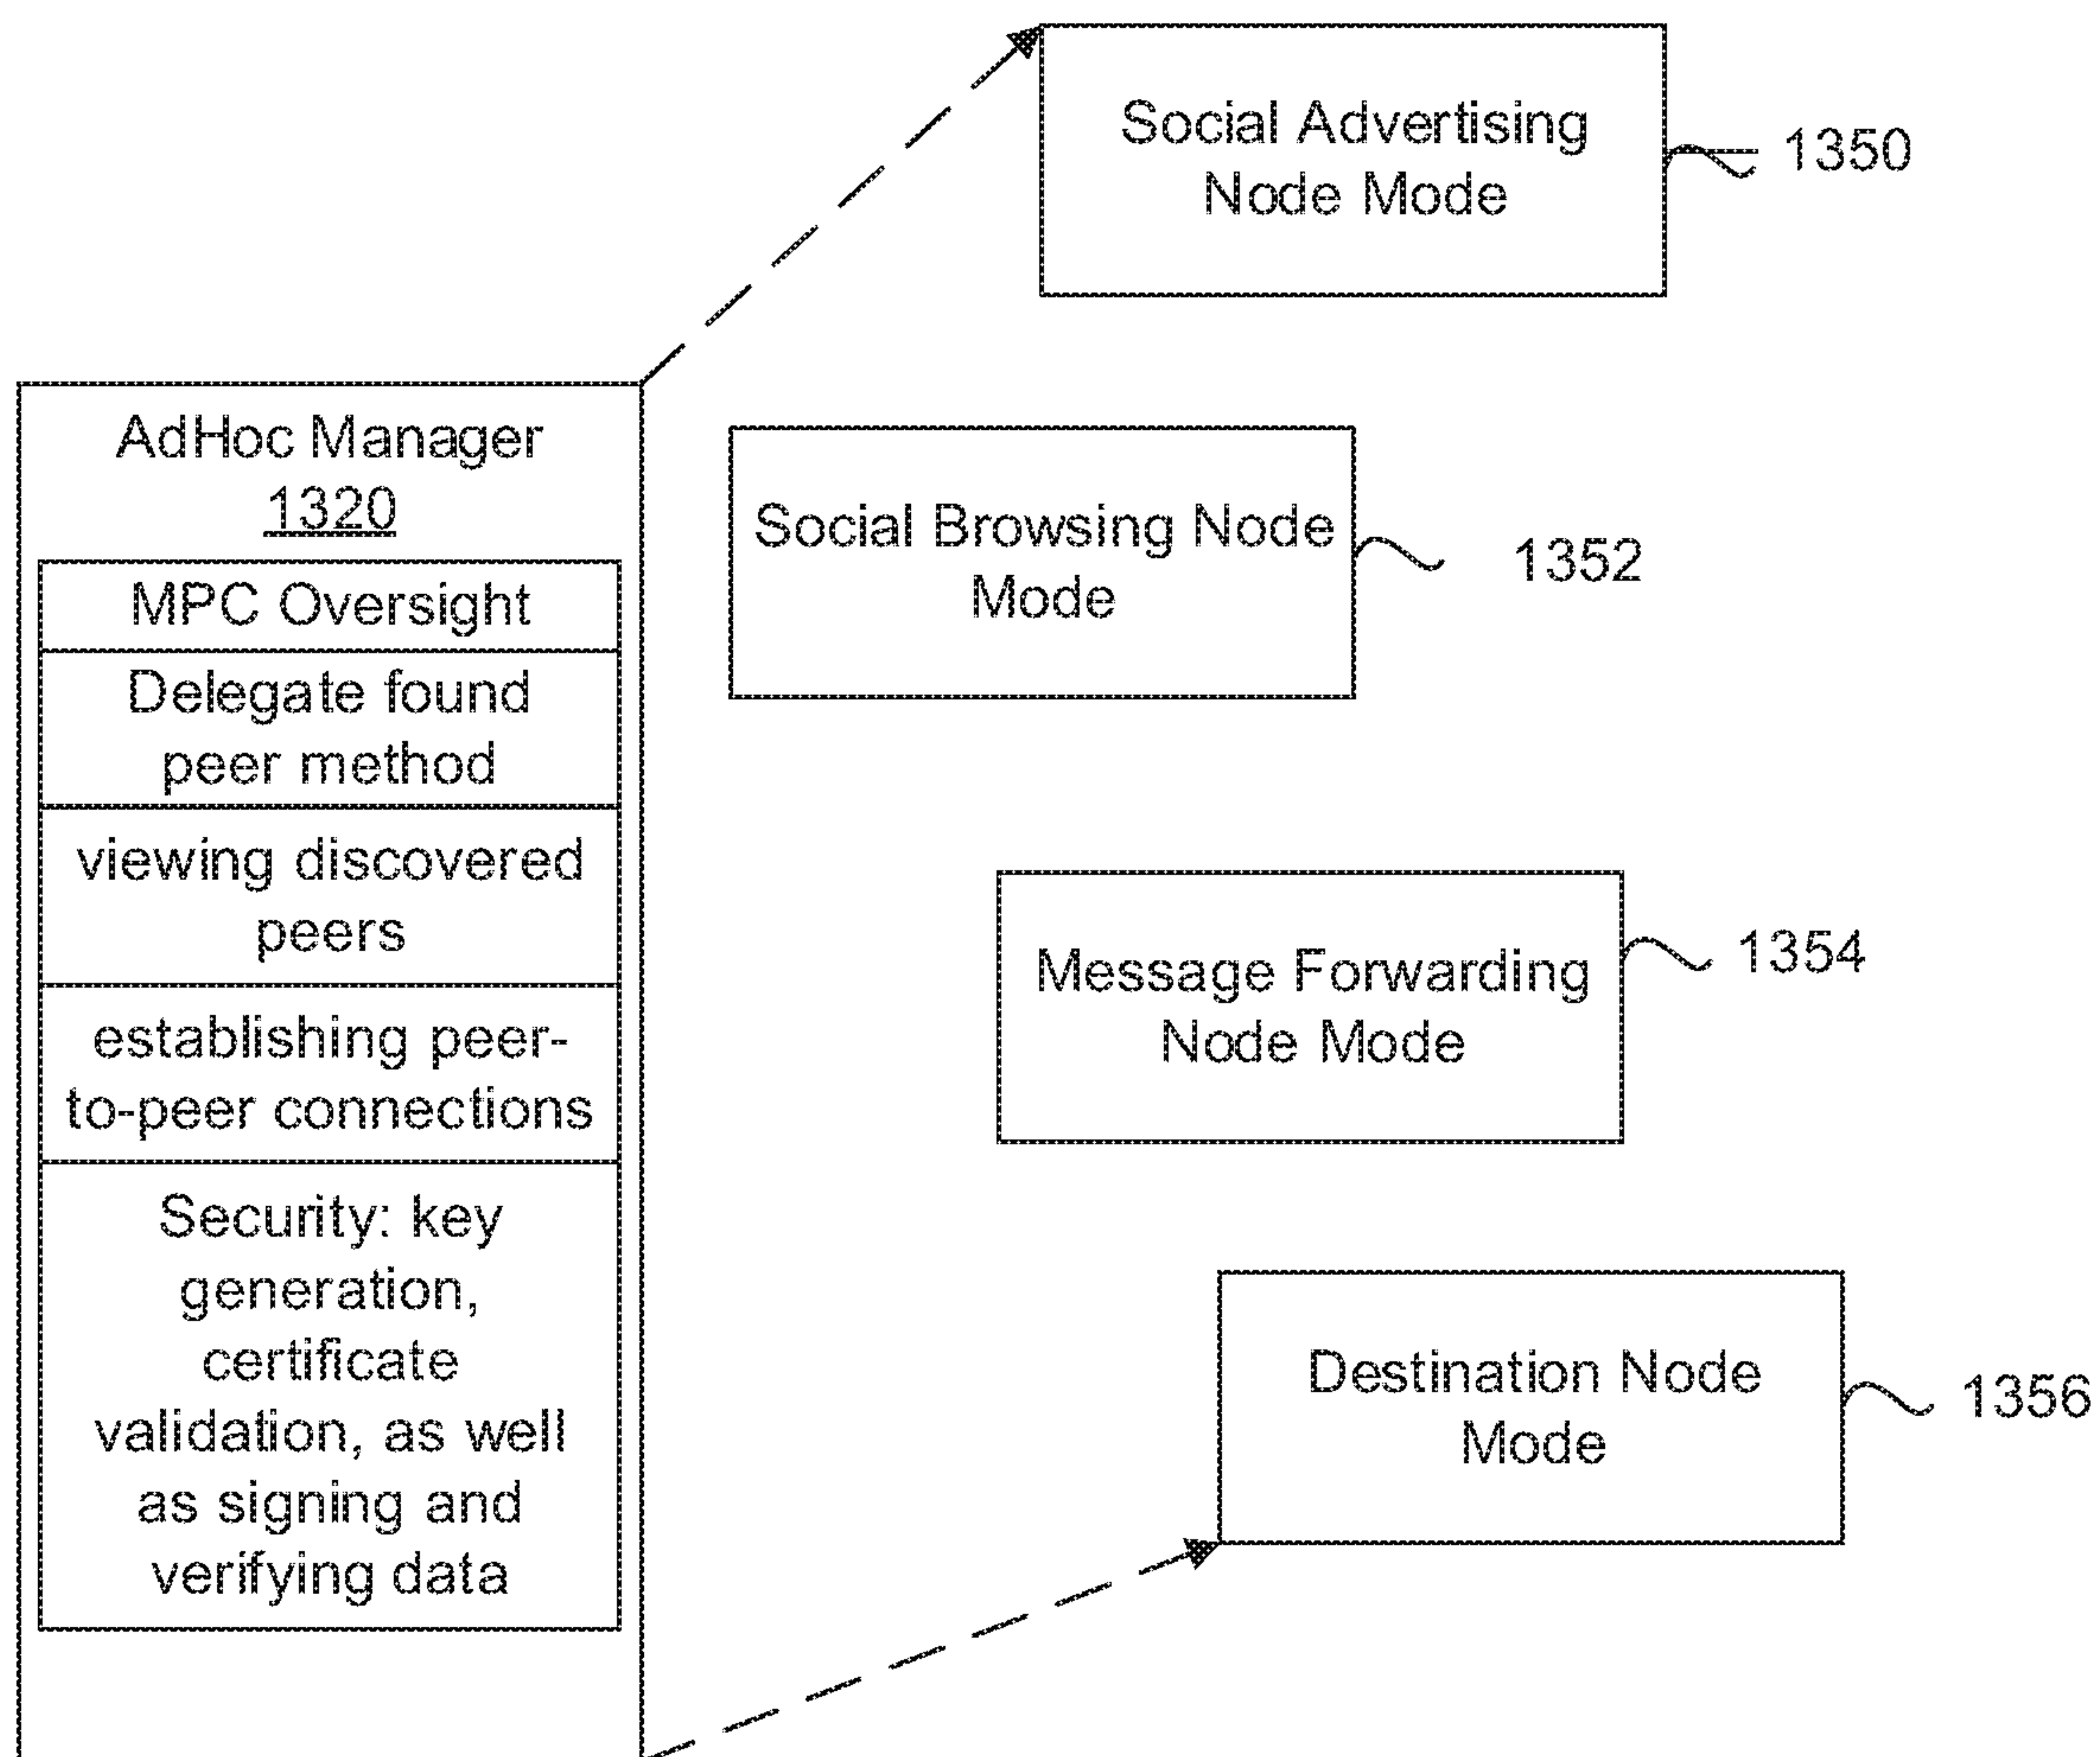 Social Advertising
Node Mode
1350
AdHoc Manager
1320
MPC Oversight
Delegate found
peer method
viewing discovered
peers
establishing peer-
to-peer connections
Security: key
generation,
certificate
validation, as well
as signing and
verifying data
Social Browsing Node
Mode
1352
Message Forwarding
Node Mode
1354
Destination Node
Mode
1356